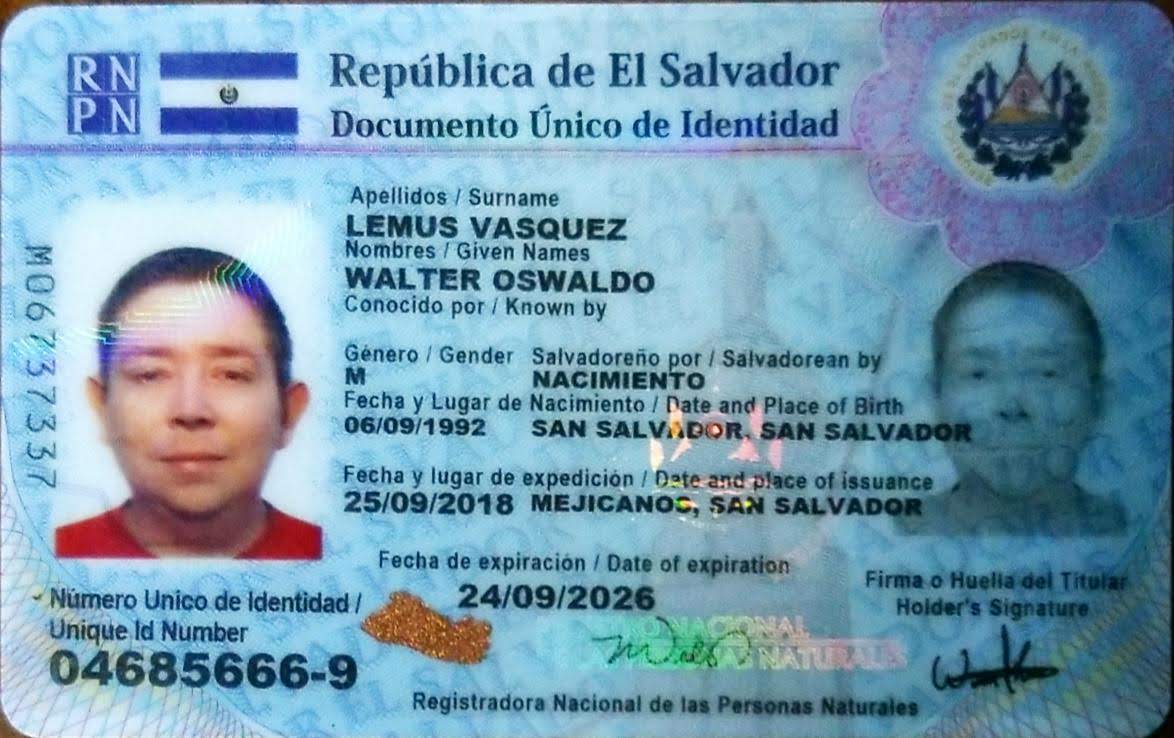 RN
PN
República de El Salvador
Documento Único de Identidad
Apellidos / Surname
LEMUS VASQUEZ
Nombres / Given Names
WALTER OSWALDO
Conocido por / Known by
Género / Gender Salvadoreño por / Salvadorean by
M NACIMIENTO
Fecha y Lugar de Nacimiento / Date and Place of Birth
06/09/1992 SAN SALVADOR, SAN SALVADOR
Fecha y lugar de expedición / Date and place of issuance
25/09/2018 MEJICANOS, SAN SALVADOR
Fecha de expiración / Date of expiration
24/09/2026
Firma o Huella del Titular
Holder's Signature
Número Unico de Identidad /
Unique Id Number
04685666-9
Registradora Nacional de las Personas Naturales
M06737337